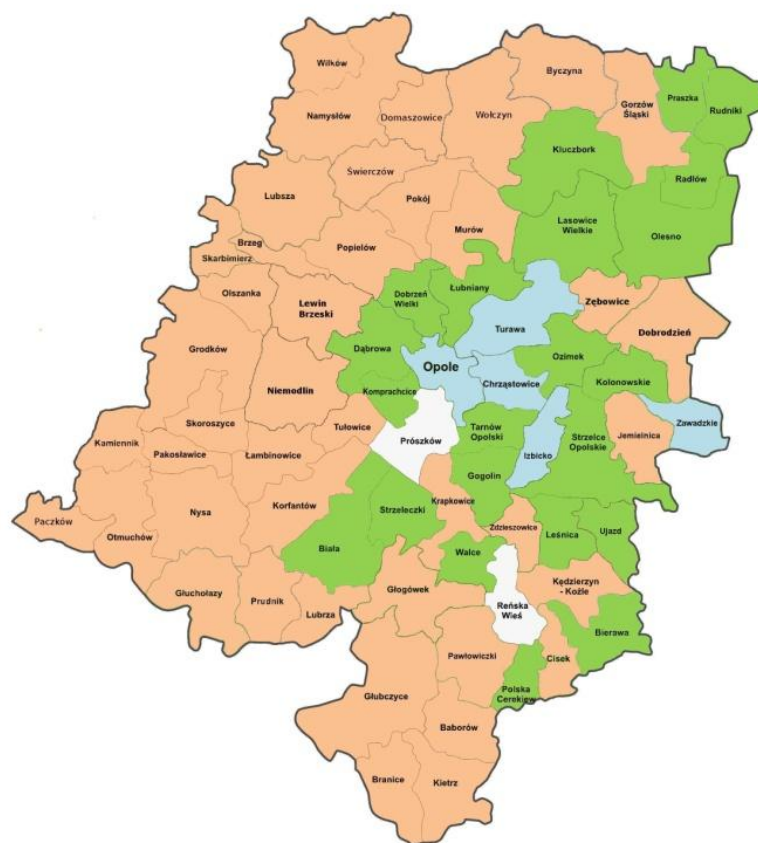 Wilków
Byczyna
Praszka
Gorzów
Śląski
Rudniki
Namysłów
Domaszowice
Wołczyn
Kluczbork
Świerczów
Radłów
Lubsza
Pokój
Lasowice
Wielkie
Murów
Olesno
Brzeg
Popielów
Skarbimierz
Olszanka
Dobrzeń
Wielki
Łubniany
Lewin
Brzeski
Zębowice
Turawa
Dobrodzień
Grodków
Dąbrowa
Ozimek
Opole
Chrząstowice
Kolonowskie
Niemodlin
Komprachcice
Skoroszyce
Tułowice
Tarnów
Opolski
Zawadzkie
Kamiennik
Prószków
Strzelce
Opolskie
Jemielnica
Pakosławice
Łambinowice
Izbicko
Gogolin
Korfantów
Krapkowice
Strzeleczki
Nysa
Paczków
Zdzieszowice
Ujazd
Leśnica
Otmuchów
Biała
Walce
Kędzierzyn
- Koźle
Głuchołazy
Prudnik
Głogówek
Lubrza
Reńska
Wieś
Bierawa
Pawłowiczki
Cisek
Polska
Cerekiew
Głubczyce
Baborów
Branice
Kietrz